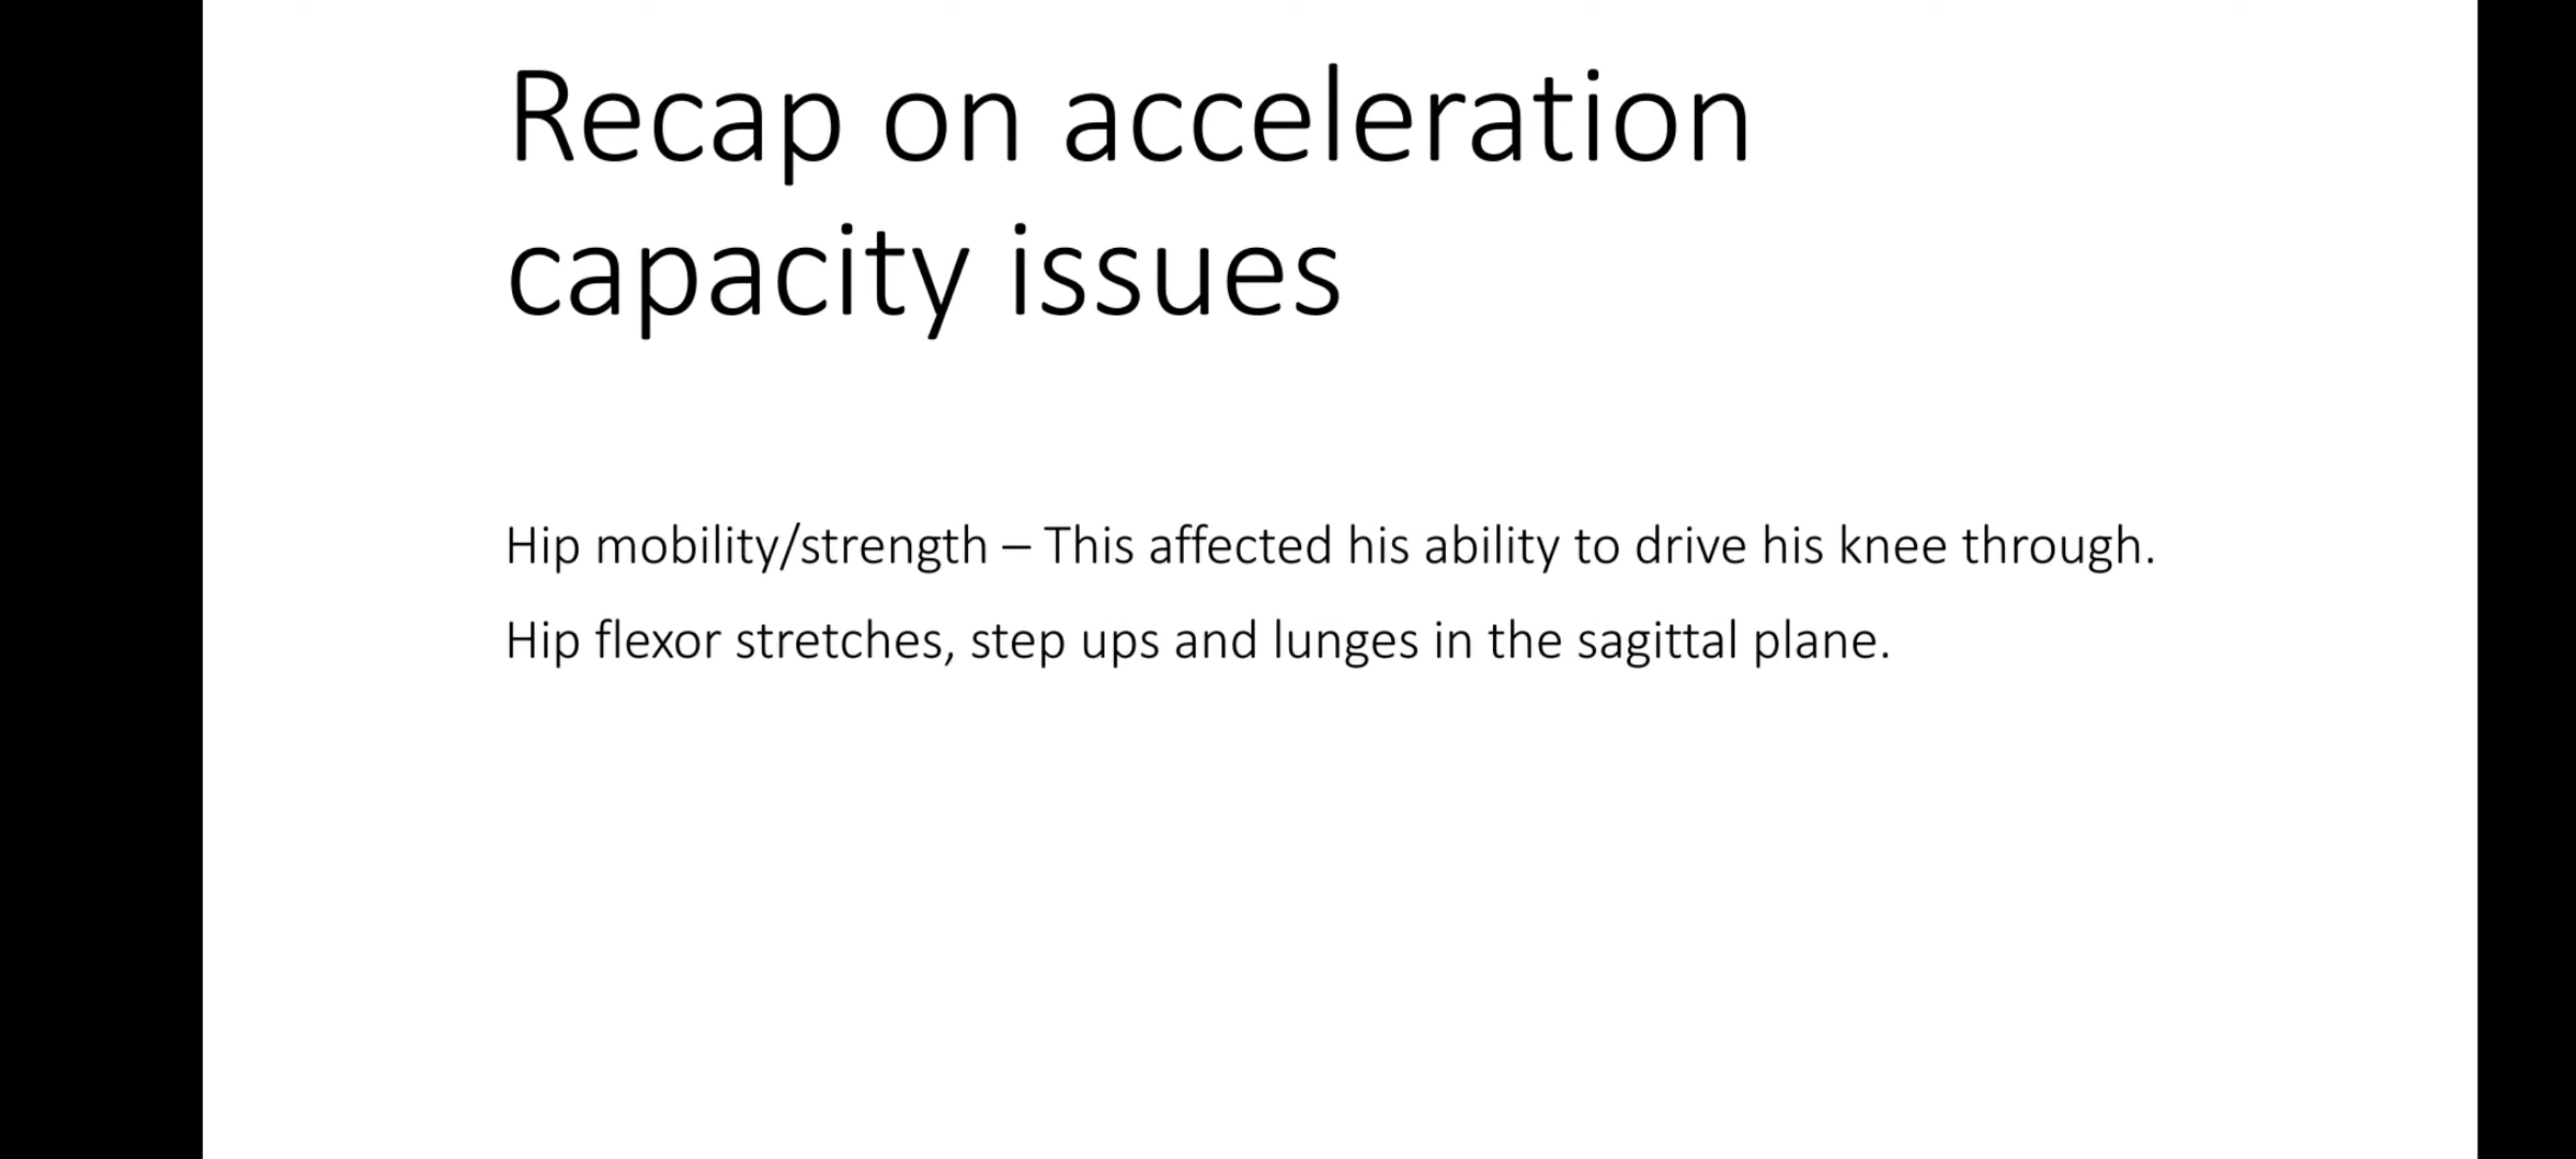 Recap on acceleration
capacity issues
Hip mobility/strength – This affected his ability to drive his knee through.
Hip flexor stretches, step ups and lunges in the sagittal plane.